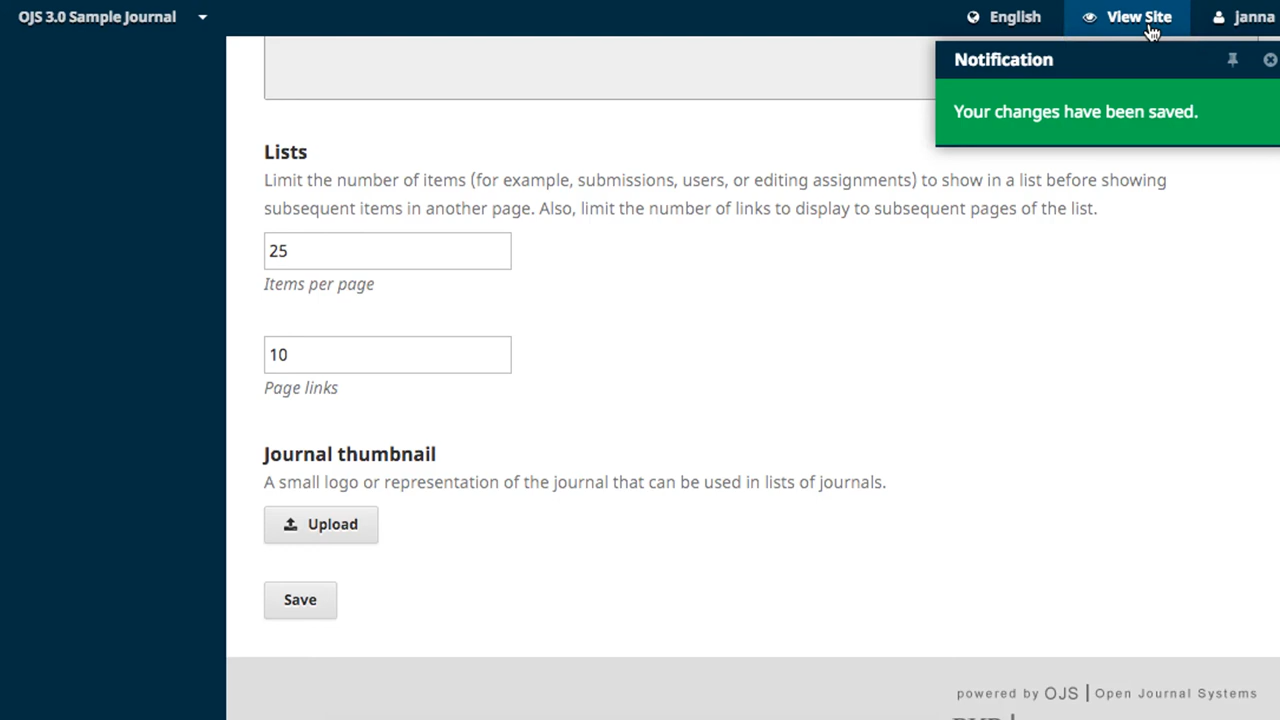 OJS 3.0 Sample Journal
English
View Site
Janna
Notification
Your changes have been saved.
Lists
Limit the number of items (for example, submissions, users, or editing assignments) to show in a list before showing
subsequent items in another page. Also, limit the number of links to display to subsequent pages of the list.
25
Items per page
10
Page links
Journal thumbnail
A small logo or representation of the journal that can be used in lists of journals.
Upload
Save
powered by OJS | Open Journal Systems